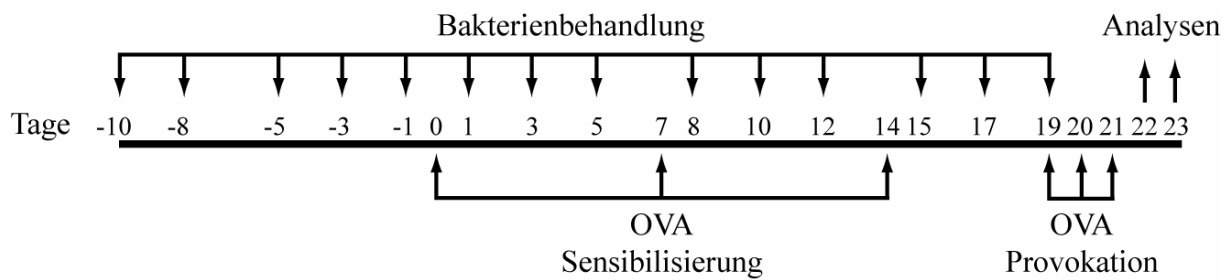 Bakterienbehandlung Analysen
Tage -10 -8 -5 -3 -1 0 1 3 5 7 8 10 12 14 15 17 19 20 21 22 23
OVA OVA
Sensibilisierung Provokation